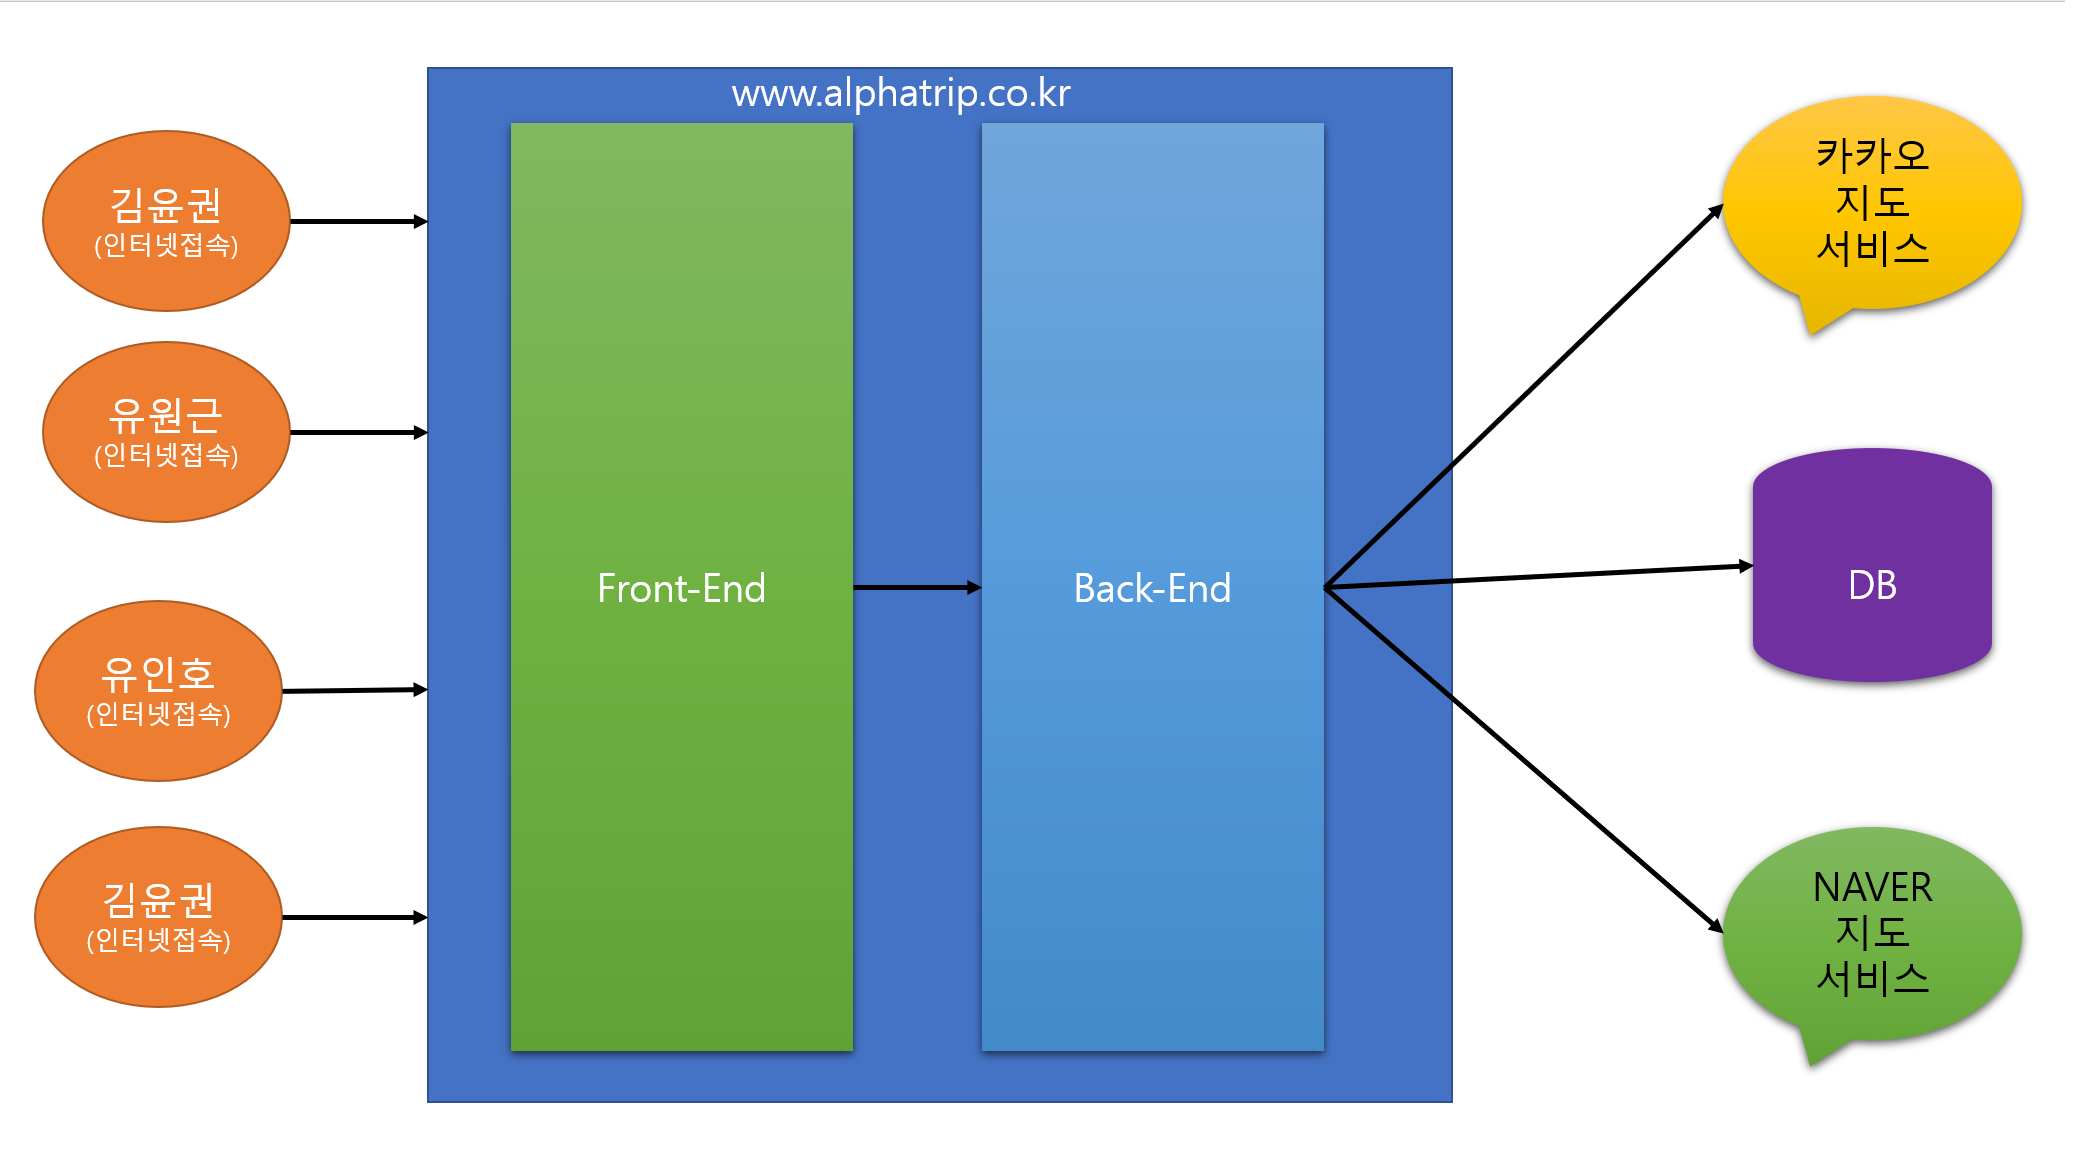 www.alphatrip.co.kr
김윤권
(인터넷접속)
유원근
(인터넷접속)
유인호
(인터넷접속)
김윤권
(인터넷접속)
Front-End
Back-End
카카오
지도
서비스
DB
NAVER
지도
서비스